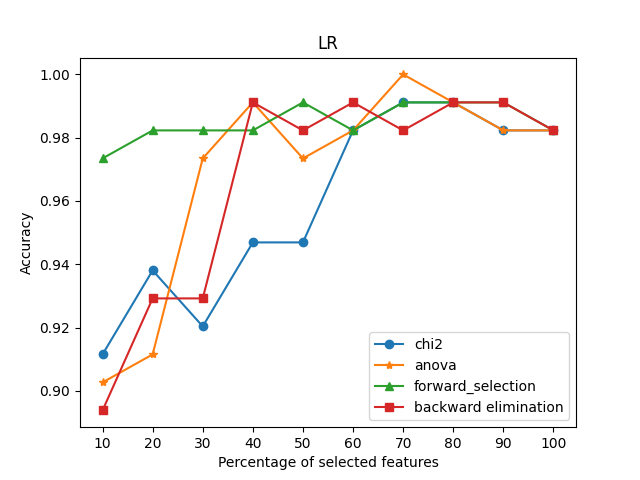 LR
Accuracy
1.00
0.98
0.96
0.94
0.92
0.90
chi2
anova
forward_selection
backward elimination
10 20 30 40 50 60 70 80 90 100
Percentage of selected features